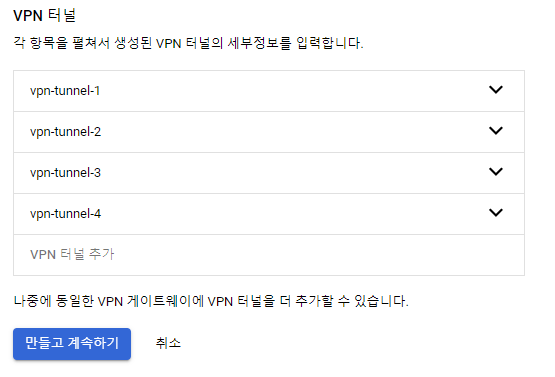 VPN 터널
각 항목을 펼쳐서 생성된 VPN 터널의 세부정보를 입력합니다.
vpn-tunnel-1
vpn-tunnel-2
vpn-tunnel-3
vpn-tunnel-4
VPN 터널 추가
나중에 동일한 VPN 게이트웨이에 VPN 터널을 더 추가할 수 있습니다.
만들고 계속하기 취소